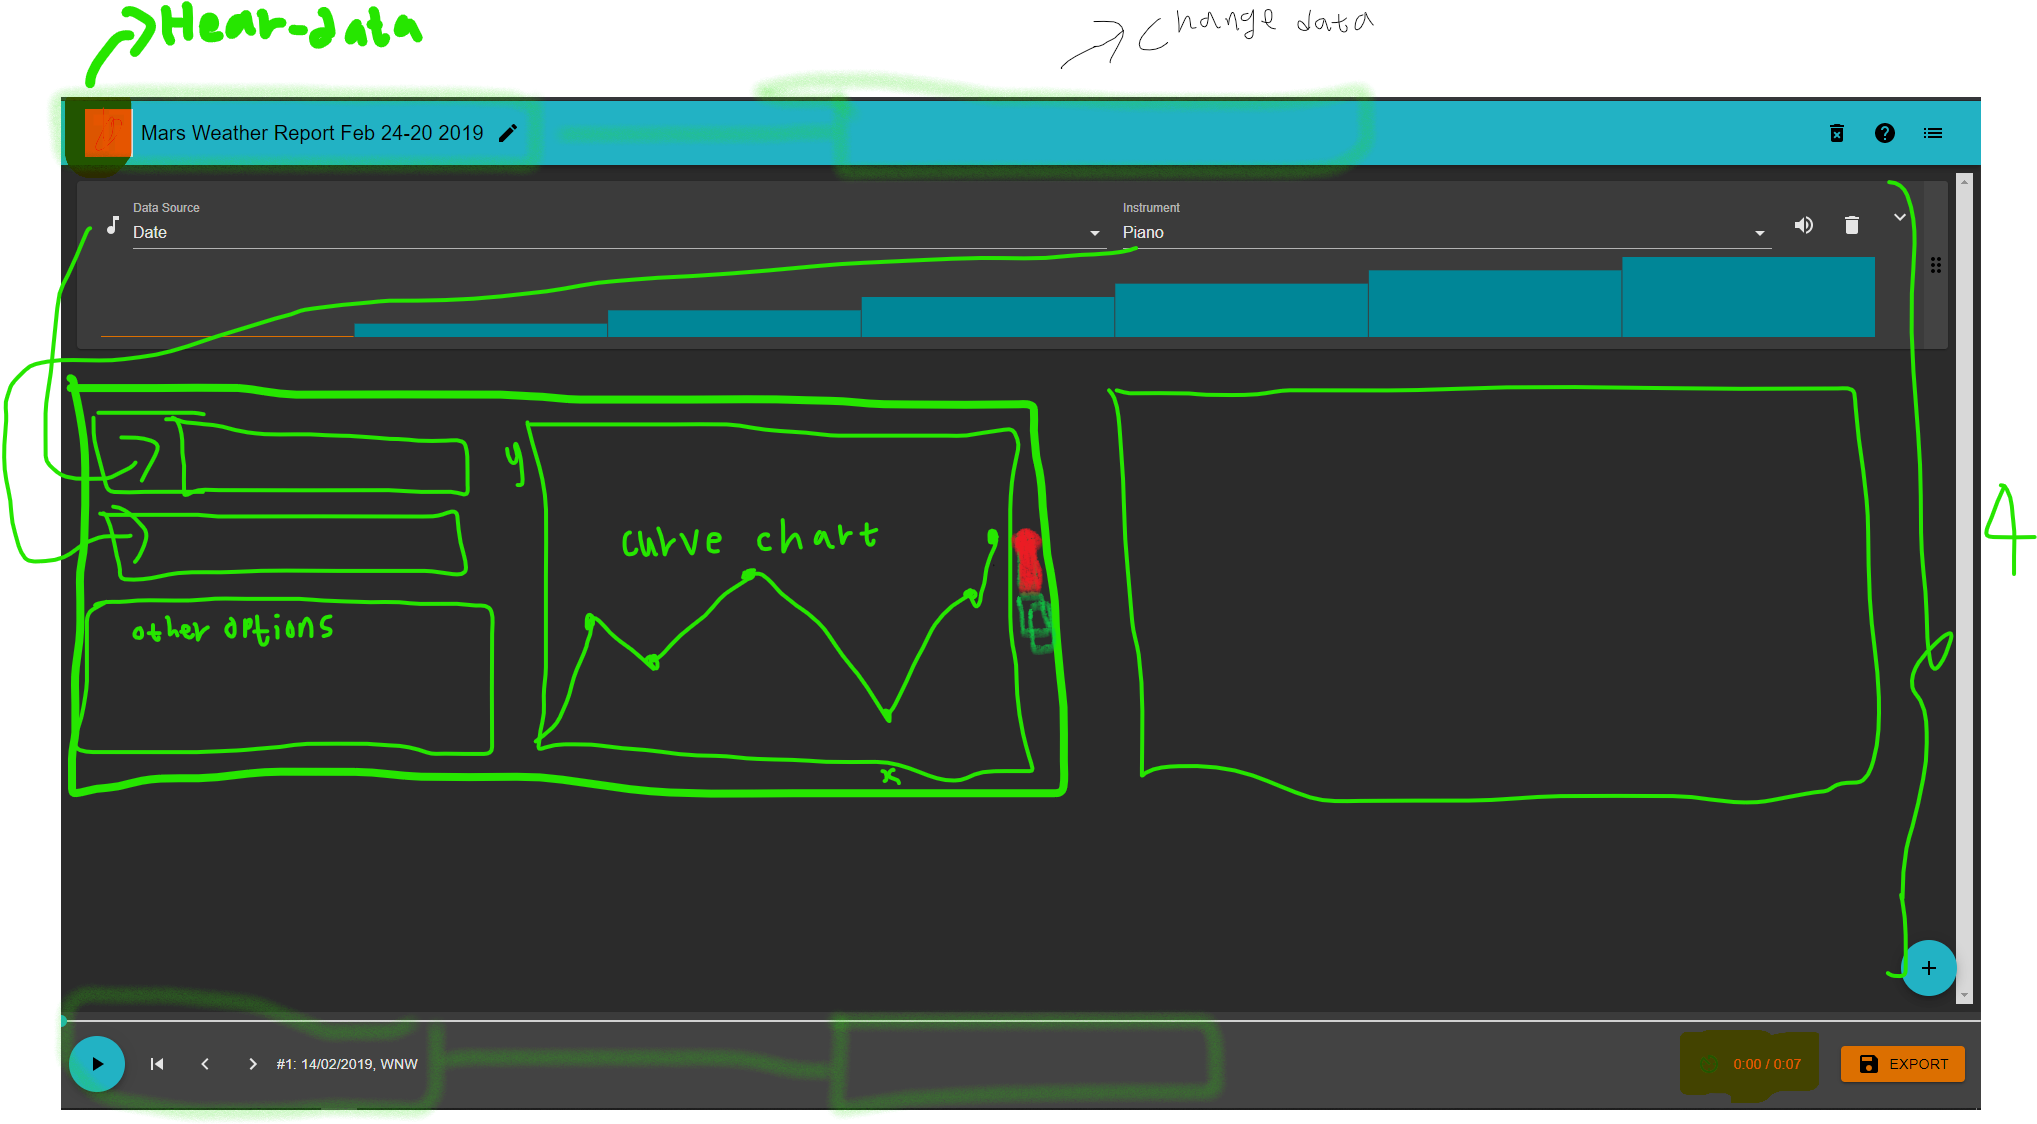 Hear-data
Change data
Mars Weather Report Feb 24-20 2019
Data Source
Date
Instrument
Piano
y
curve chart
other options
x
4
+
#1: 14/02/2019, WNW
0:00 / 0:07
EXPORT